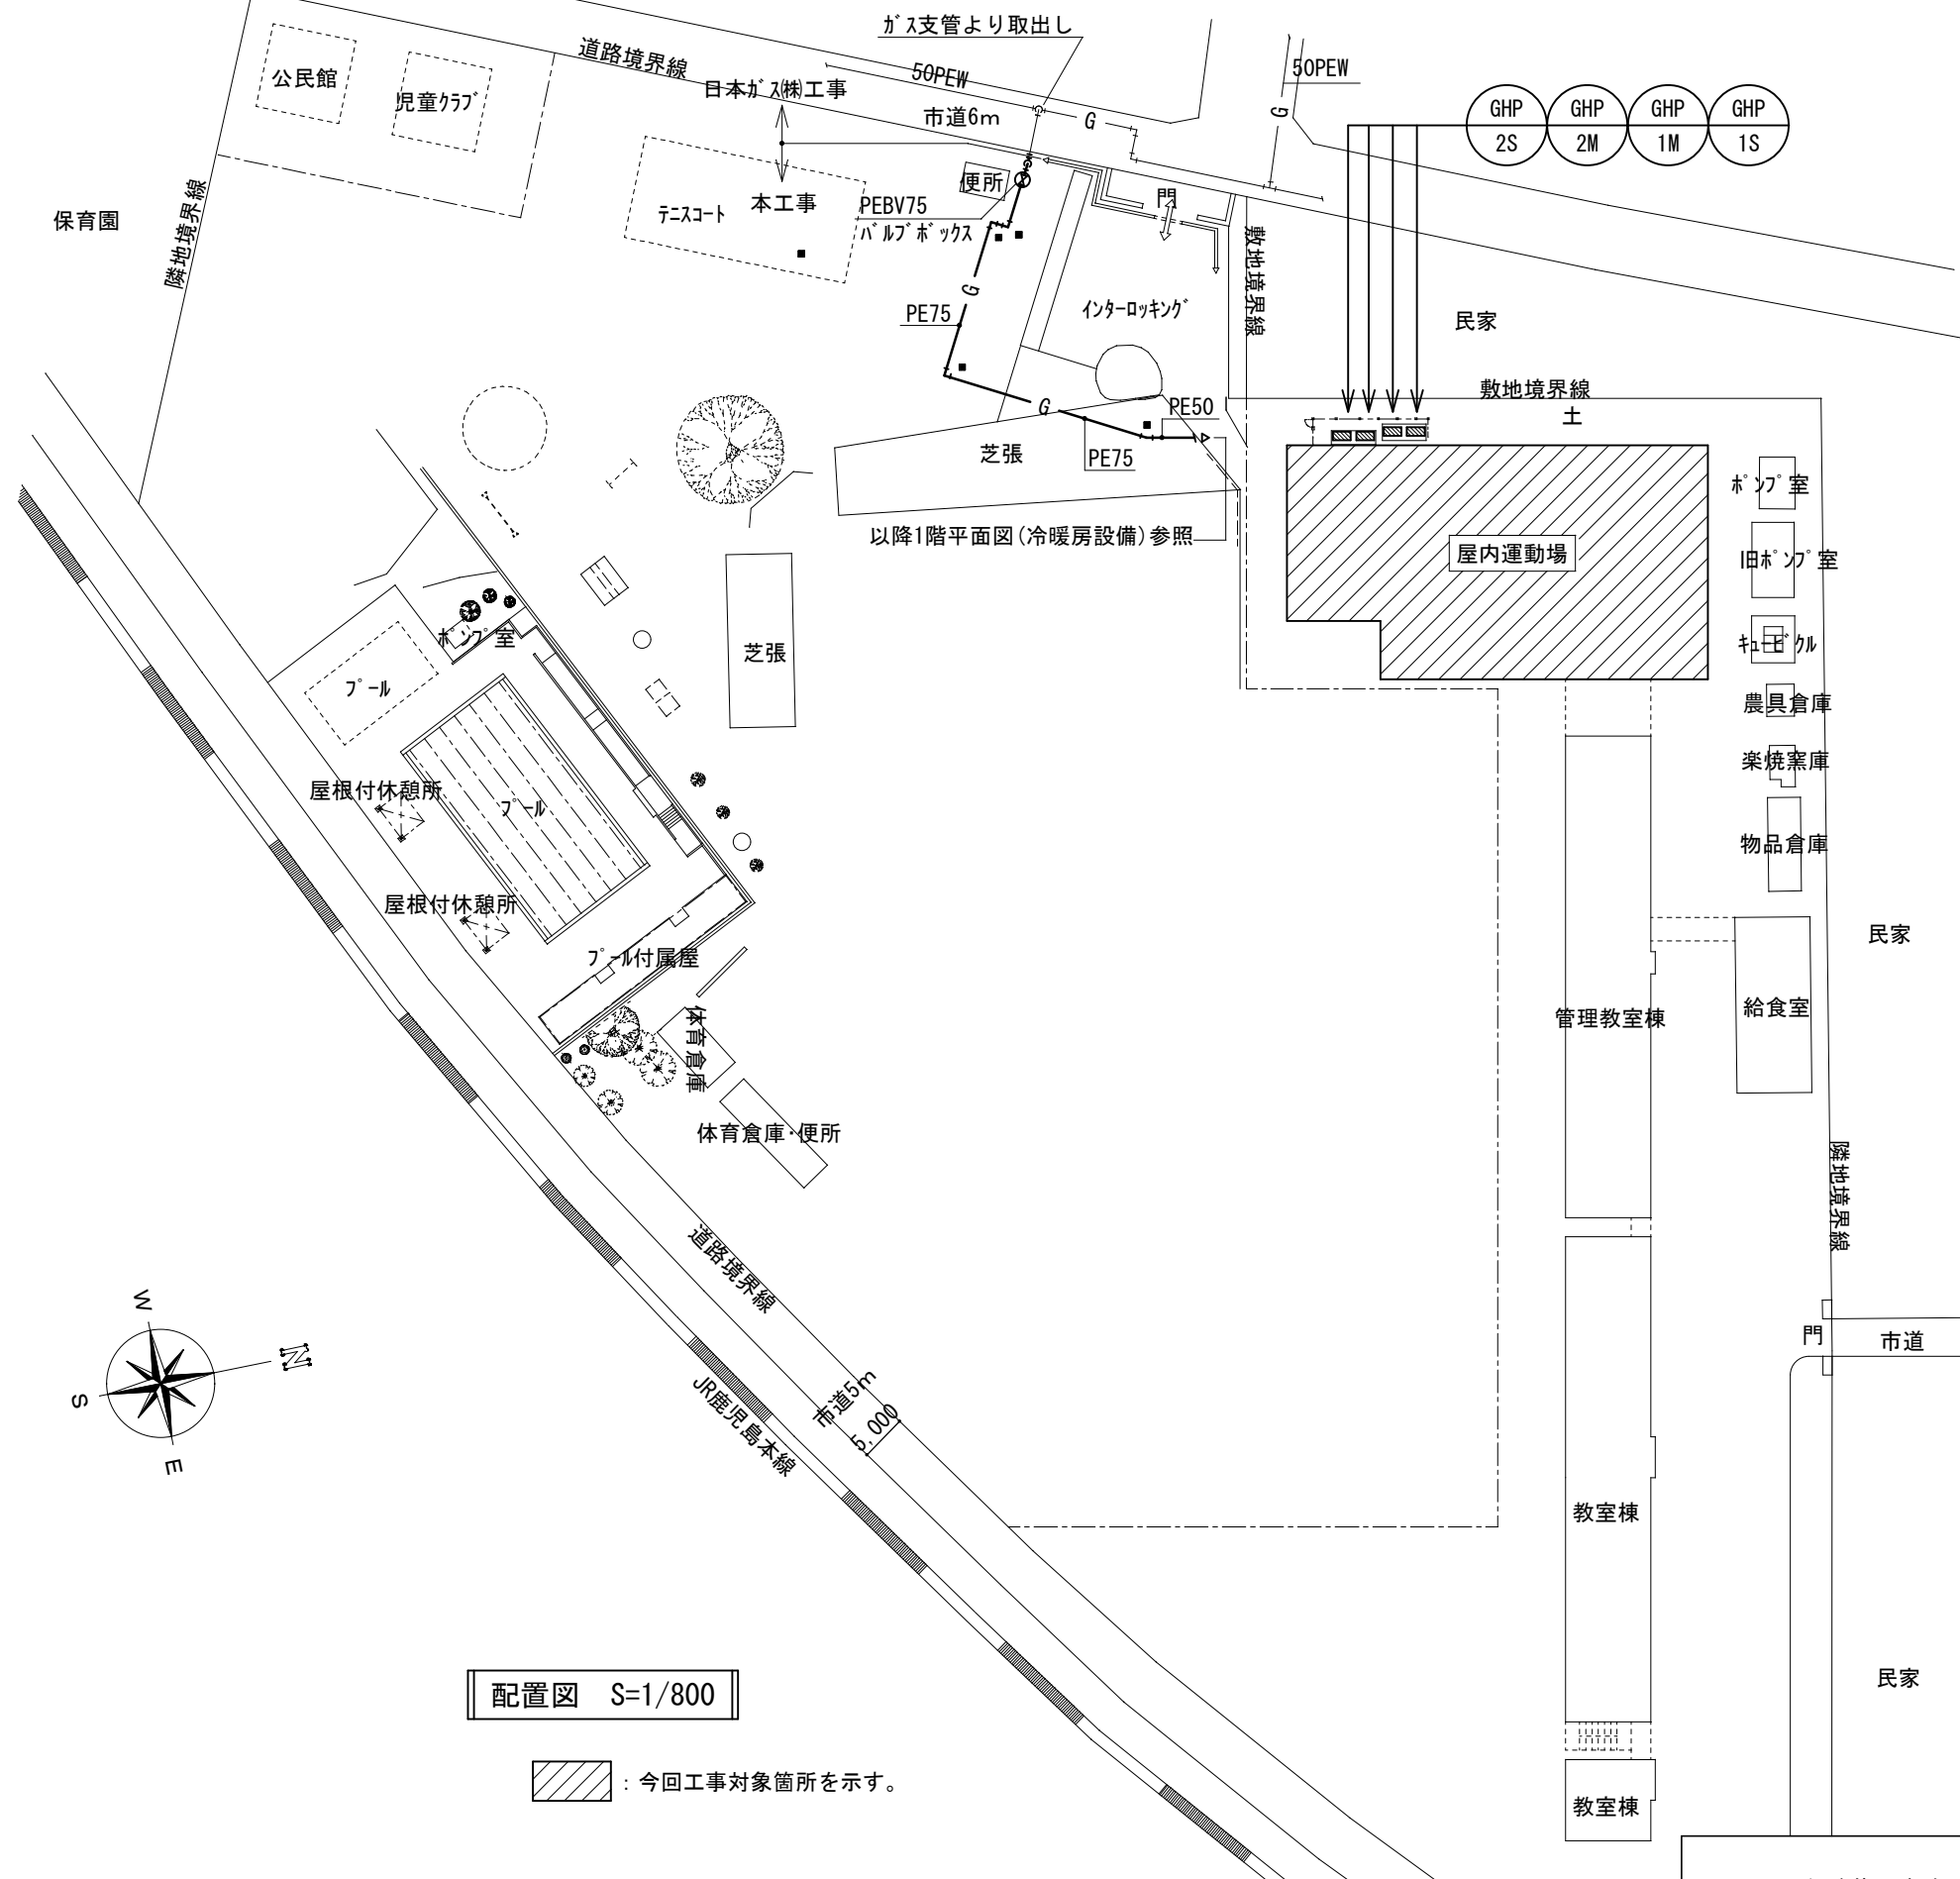 ｶﾞｽ支管より取出し
道路境界線
公民館
児童ｸﾗﾌﾞ
日本ｶﾞｽ㈱工事
50PEW
50PEW
市道6m
G
G
GHP
2S
GHP
2M
GHP
1M
GHP
1S
保育園
隣地境界線
ﾃﾆｽｺｰﾄ
本工事
便所
門
PEBV75
ﾊﾞﾙﾌﾞﾎﾞｯｸｽ
敷地境界線
G
PE75
ｲﾝﾀｰﾛｯｷﾝｸﾞ
民家
敷地境界線
土
G
PE50
芝張
PE75
以降1階平面図(冷暖房設備)参照
屋内運動場
ﾎﾟﾝﾌﾟ室
旧ﾎﾟﾝﾌﾟ室
ｷｭｰﾋﾞｸﾙ
農具倉庫
楽焼窯庫
物品倉庫
ﾎﾟﾝﾌﾟ室
芝張
ﾌﾟｰﾙ
屋根付休憩所
ﾌﾟｰﾙ
屋根付休憩所
ﾌﾟｰﾙ付属屋
民家
体育倉庫
管理教室棟
給食室
体育倉庫・便所
隣地境界線
道路境界線
W
N
S
E
門
市道
JR鹿児島本線
市道5m
5,000
教室棟
配置図 S=1/800
民家
：今回工事対象箇所を示す。
教室棟